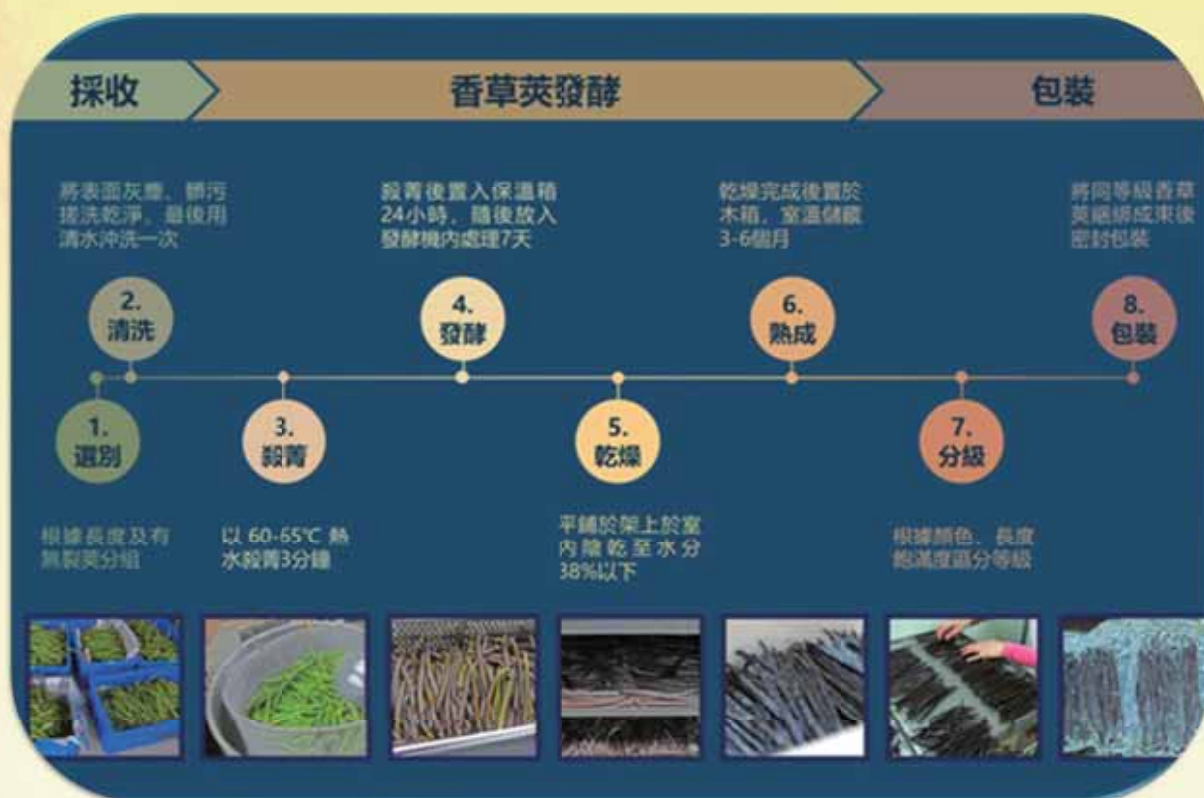 採收
香草莢發酵
包裝
將表面灰塵、髒污
搓洗乾淨，最後用
清水沖洗一次
殺菁後置入保溫箱
24小時，隨後放入
發酵機內處理7天
乾燥完成後置於
木箱，室溫儲藏
3-6個月
將同等級香草
莢綑綁成束後
密封包裝
2.
清洗
4.
發酵
6.
熟成
8.
包裝
1.
選別
3.
殺菁
5.
乾燥
7.
分級
根據長度及有
無裂莢分組
以 60-65℃ 熱
水殺菁3分鐘
平鋪於架上於室
內陰乾至水分
38%以下
根據顏色、長度
飽滿度區分等級